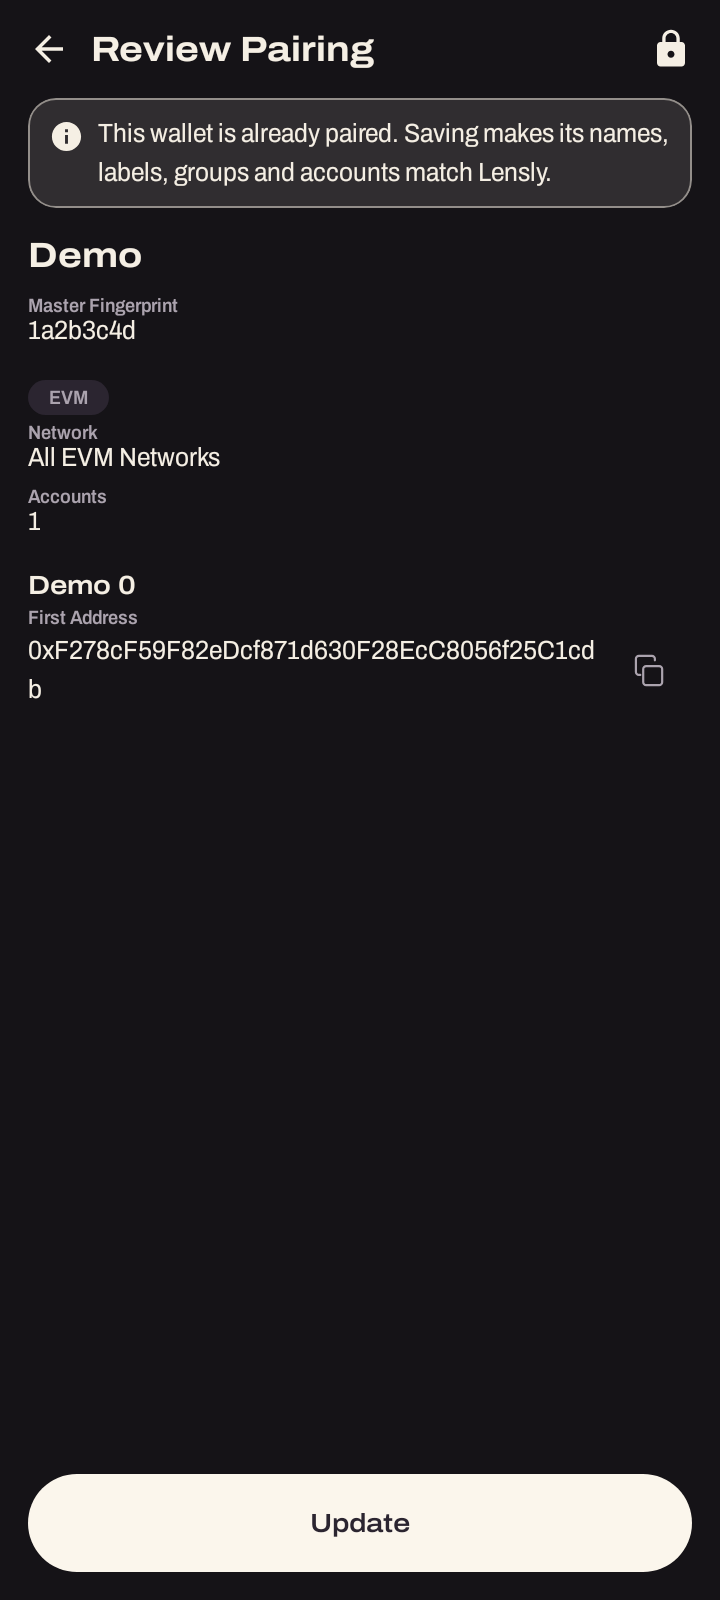 Review Pairing
This wallet is already paired. Saving makes its names,
labels, groups and accounts match Lensly.
Demo
Master Fingerprint
1a2b3c4d
EVM
Network
All EVM Networks
Accounts
1
Demo 0
First Address
0xF278cF59F82eDcf871d630F28EcC8056f25C1cd
b
Update